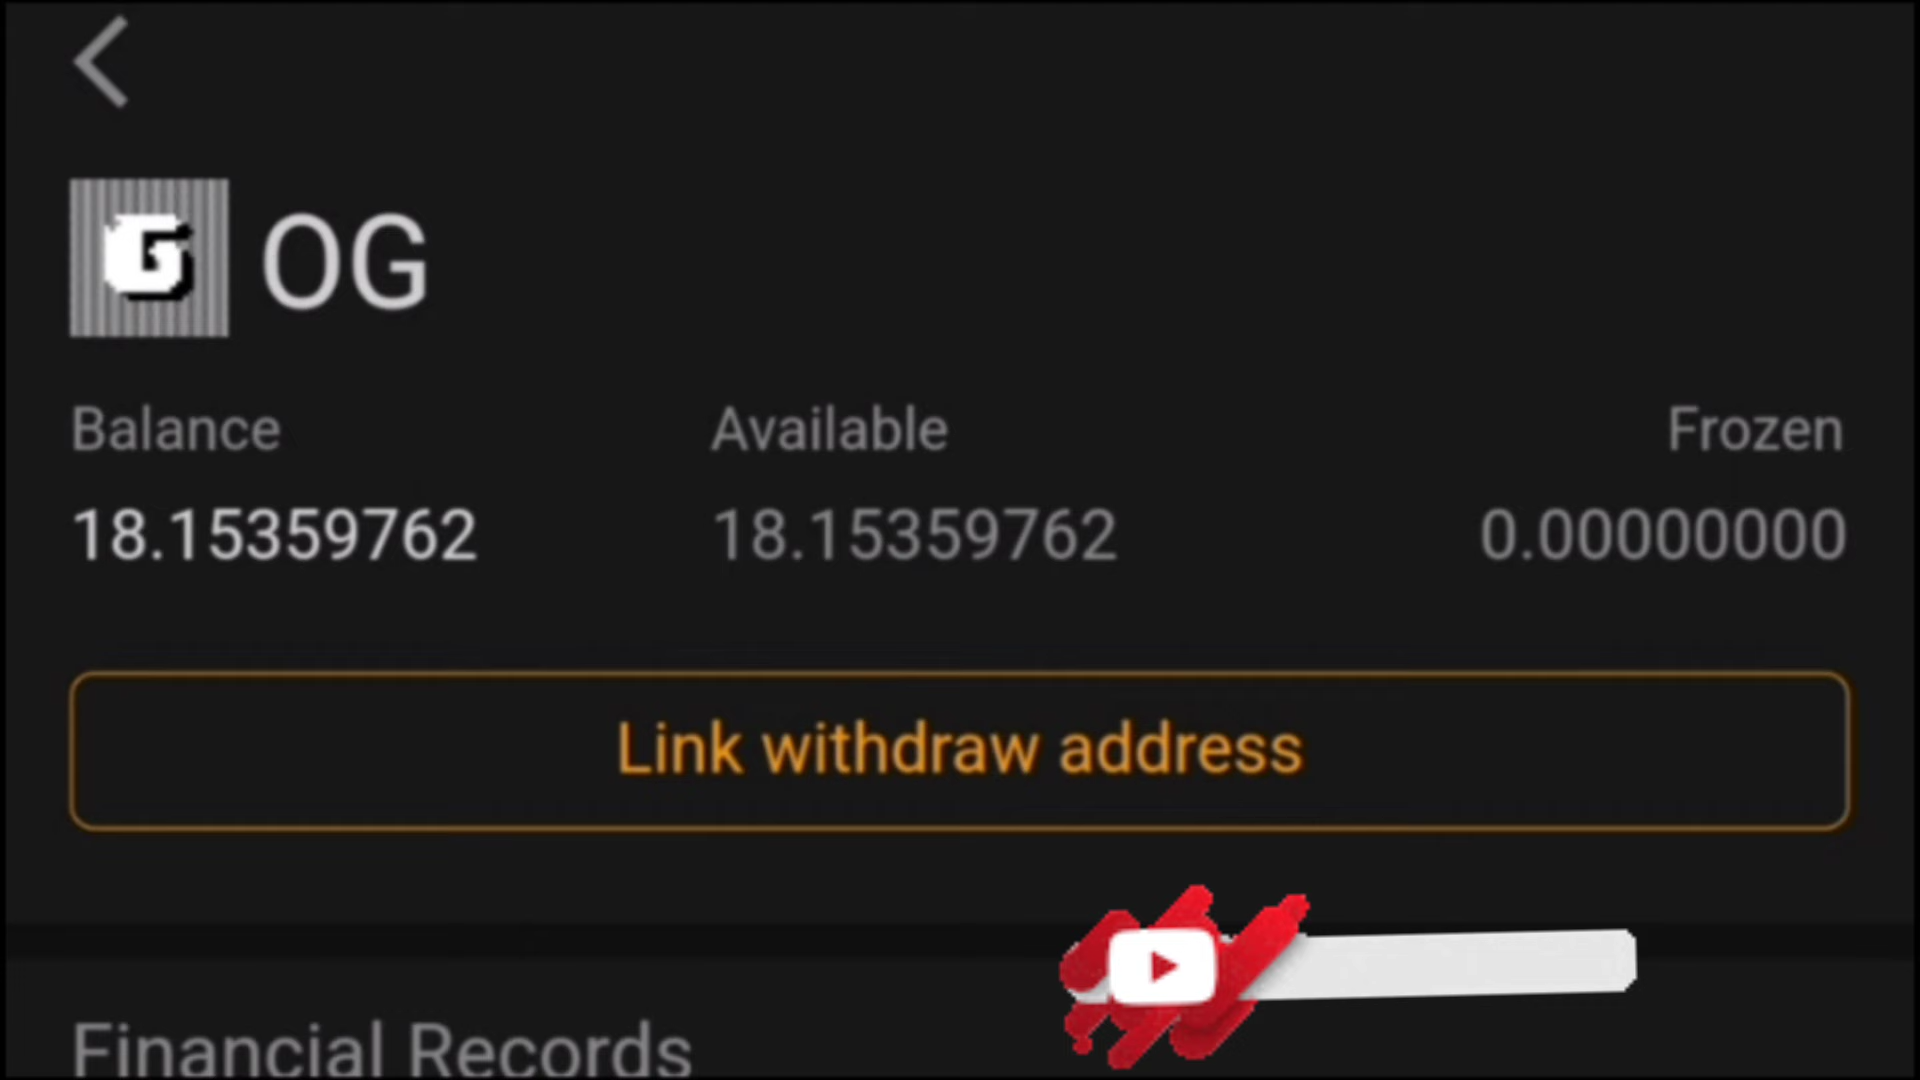 OG
Balance Available Frozen
18.15359762 18.15359762 0.00000000
Link withdraw address
Financial Records